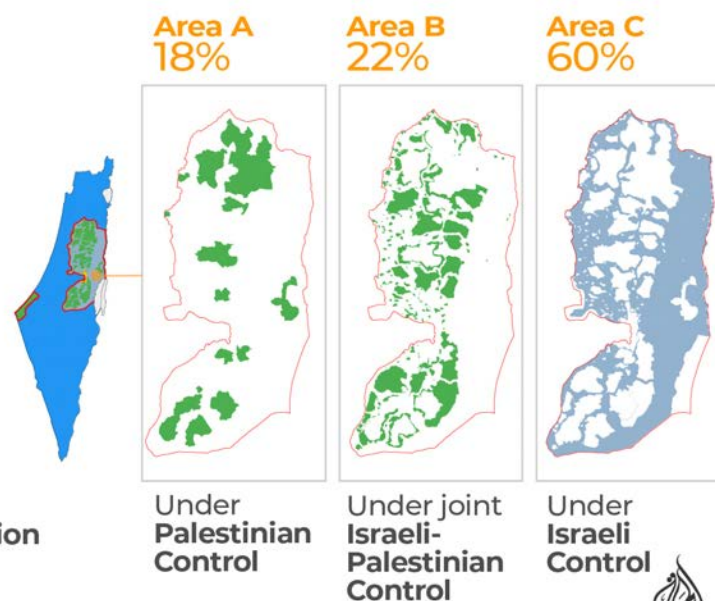 Area A
18%
Area B
22%
Area C
60%
ion
Under
Palestinian
Control
Under joint
Israeli-
Palestinian
Control
Under
Israeli
Control